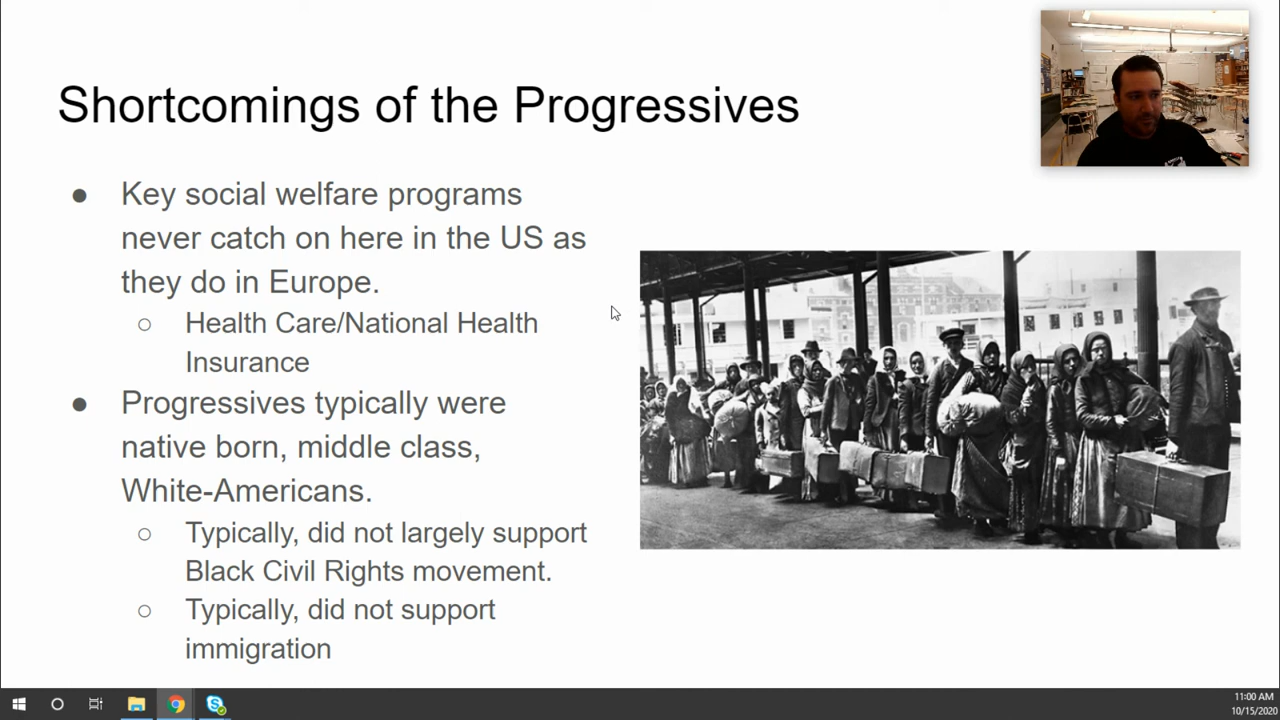 Shortcomings of the Progressives
● Key social welfare programs
never catch on here in the US as
they do in Europe.
○ Health Care/National Health
Insurance
● Progressives typically were
native born, middle class,
White-Americans.
○ Typically, did not largely support
Black Civil Rights movement.
○ Typically, did not support
immigration
11:00 AM
10/15/2020